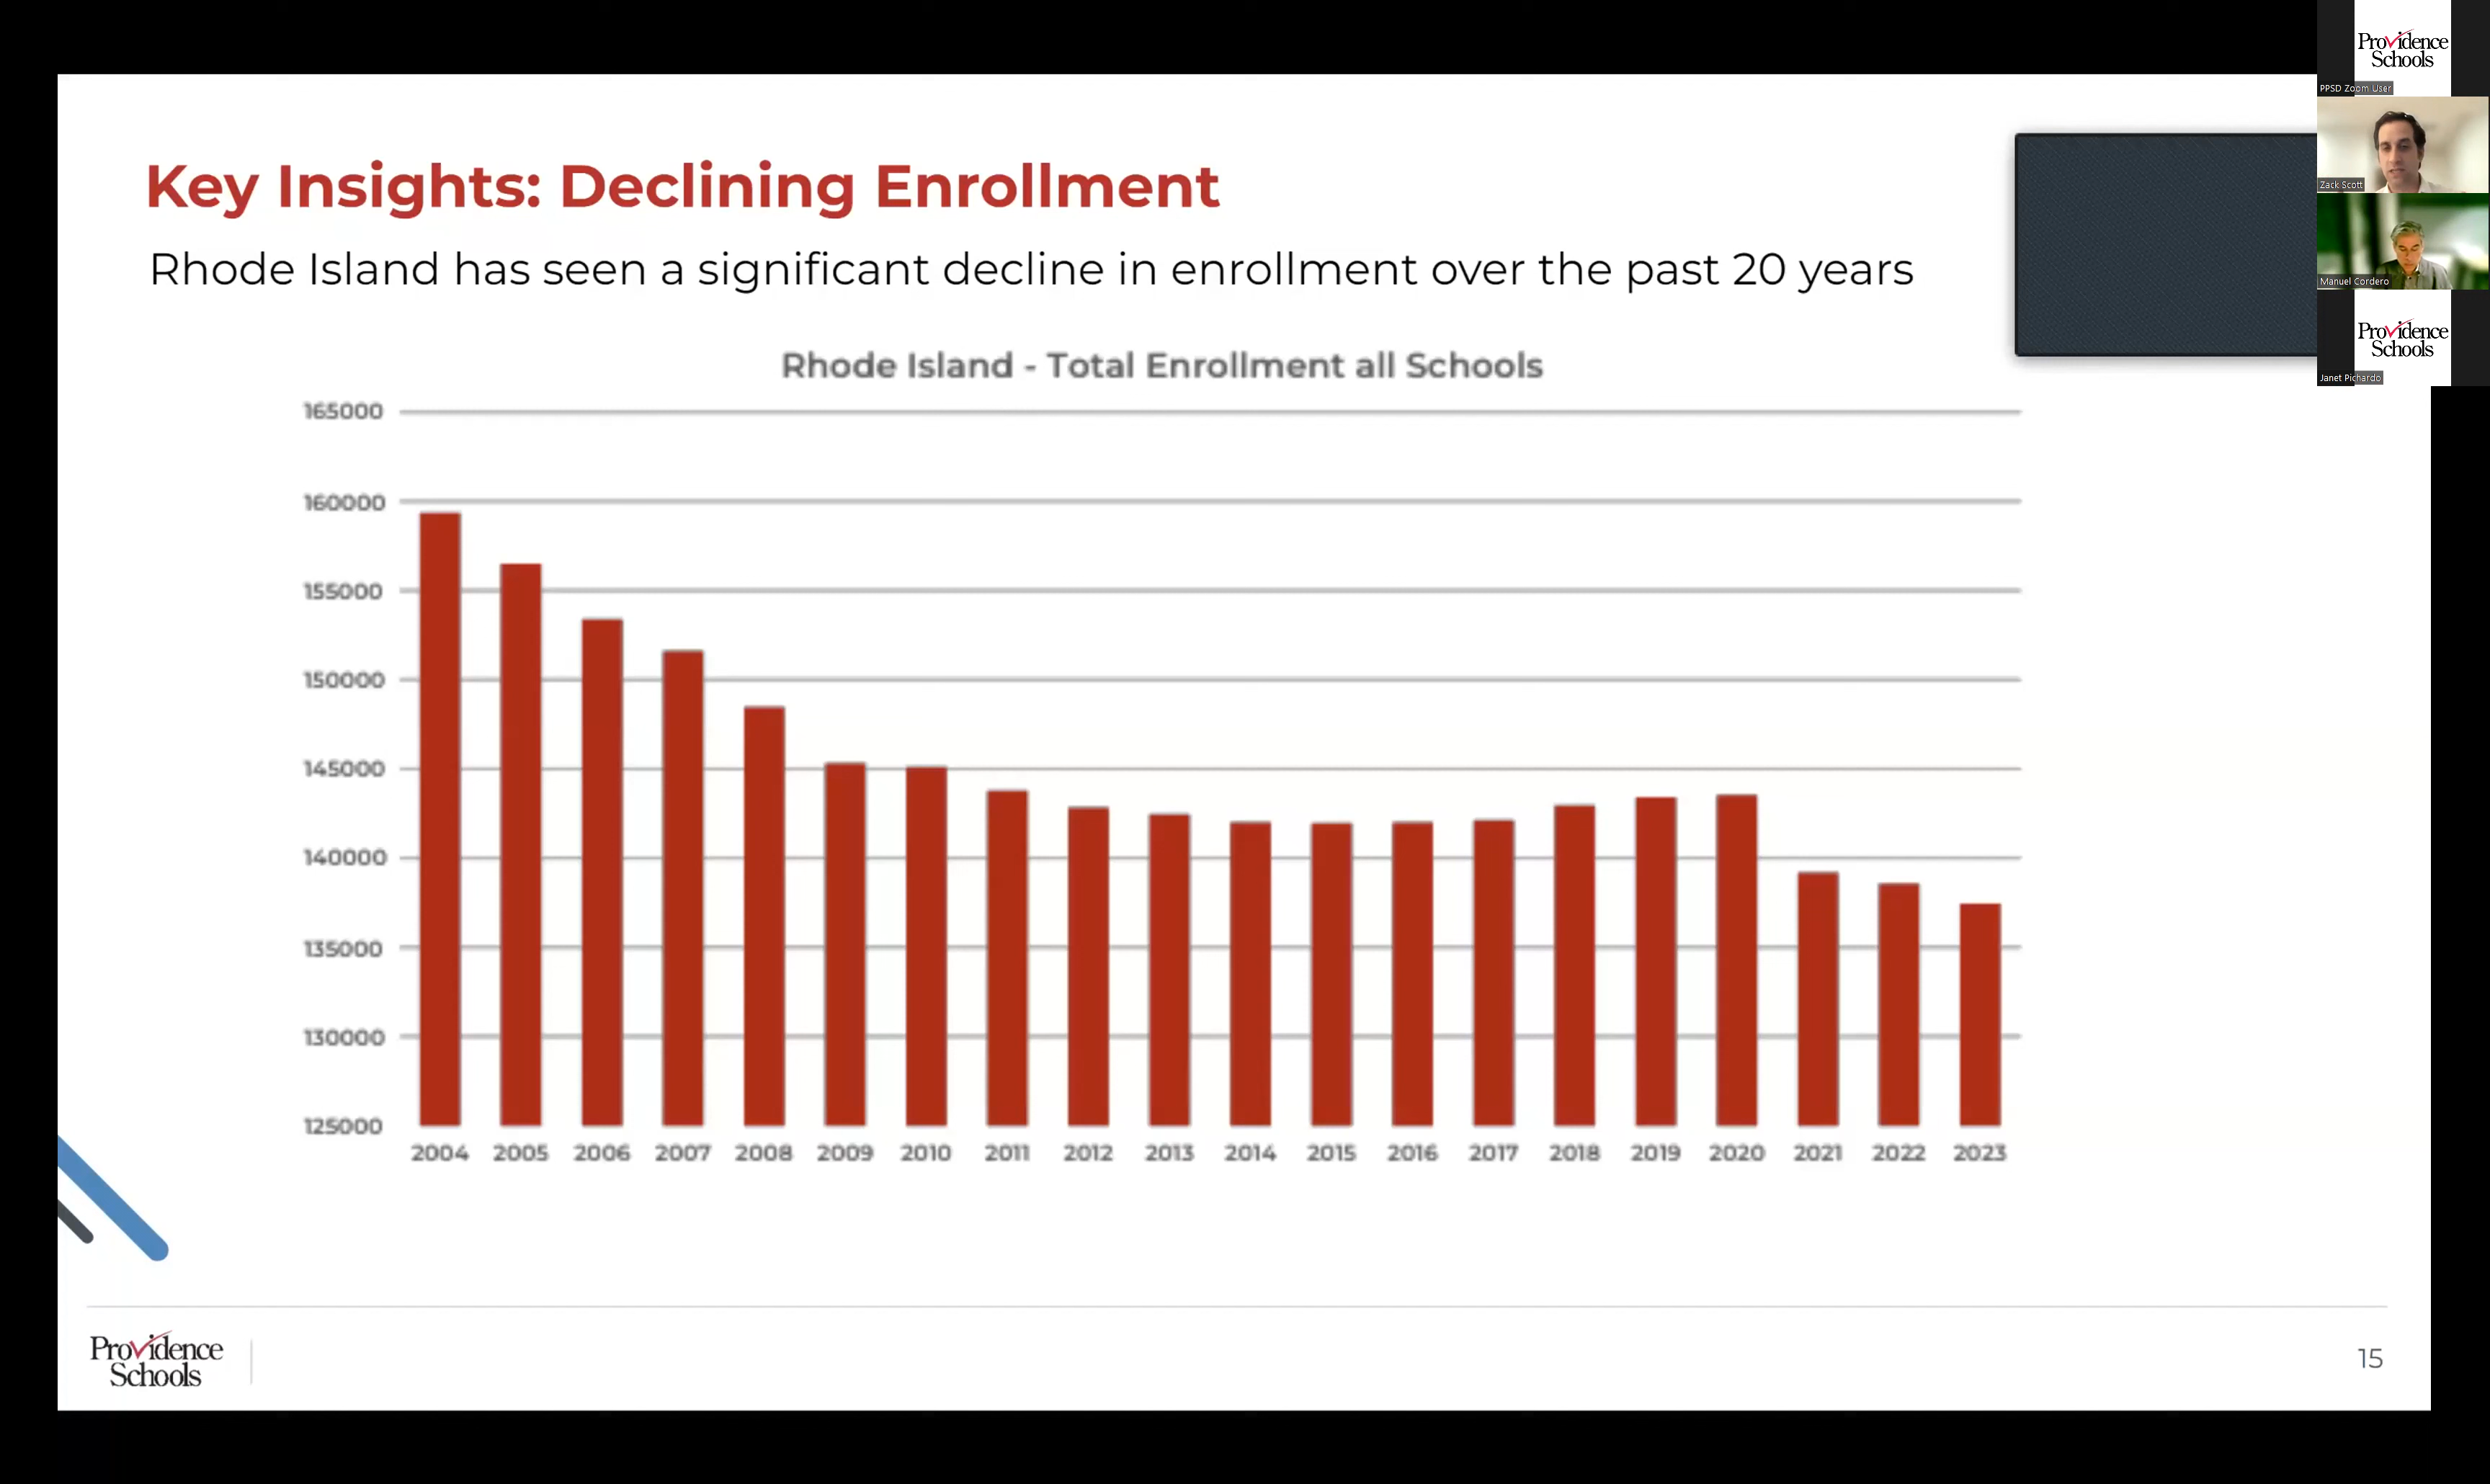 Key Insights: Declining Enrollment
Rhode Island has seen a significant decline in enrollment over the past 20 years
Rhode Island - Total Enrollment all Schools
165000
160000
155000
150000
145000
140000
135000
130000
125000
2004 2005 2006 2007 2008 2009 2010 2011 2012 2013 2014 2015 2016 2017 2018 2019 2020 2021 2022 2023
Providence
Schools
15
Providence
Schools
PPSD Zoom User
Zack Scott
Manuel Cordero
Providence
Schools
Janet Pichardo